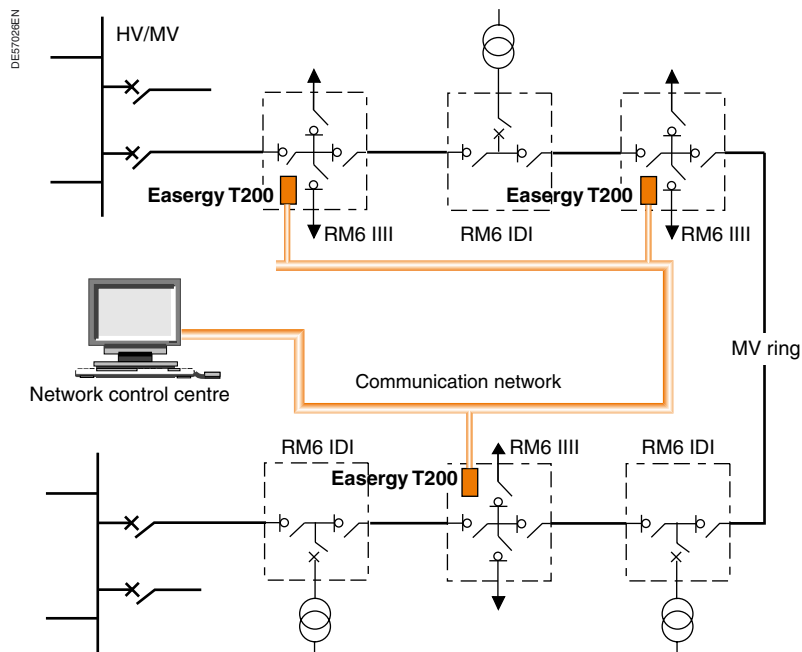 DE57026EN
HV/MV
Easergy T200
Easergy T200
RM6 IIII
RM6 IDI
RM6 IIII
MV ring
Network control centre
Communication network
RM6 IDI
RM6 IIII
RM6 IDI
Easergy T200